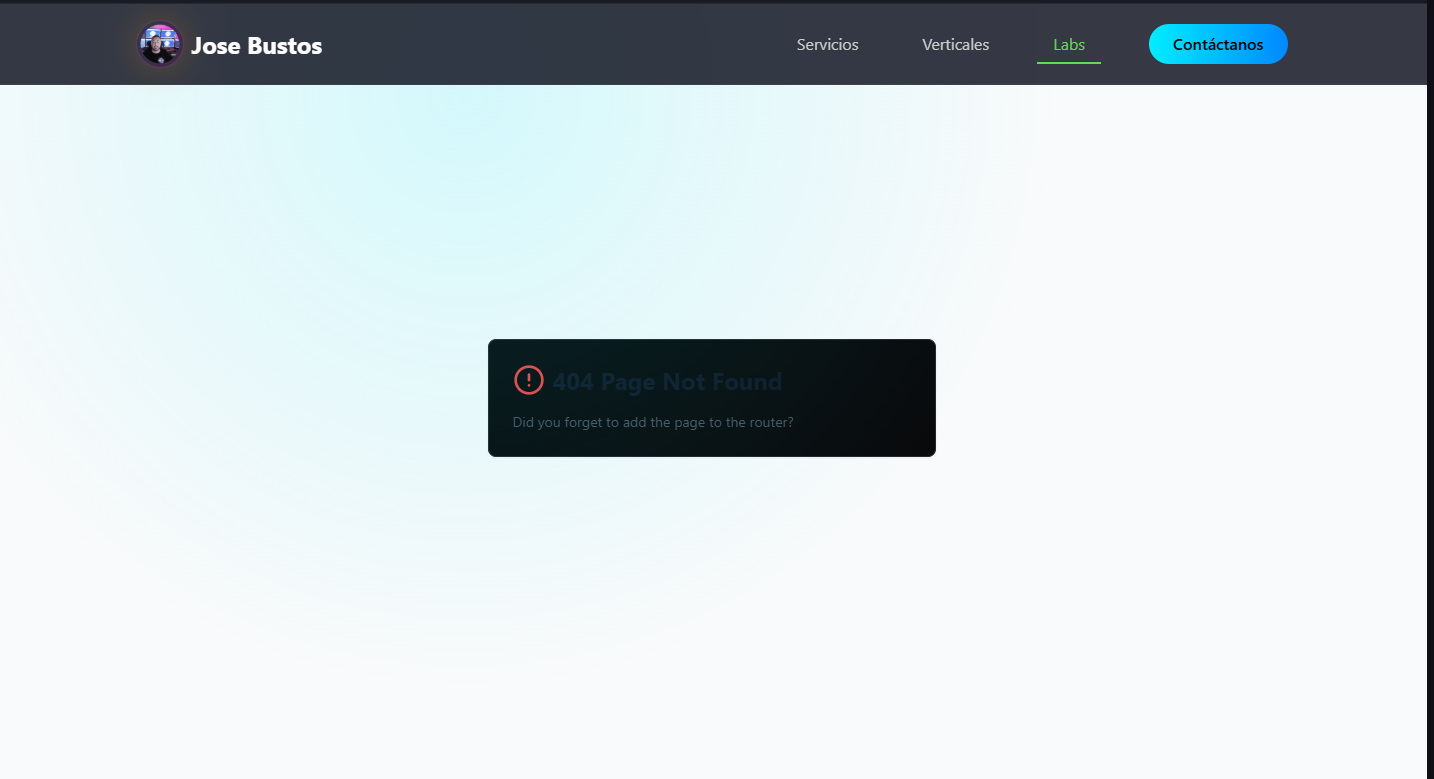 Jose Bustos
Servicios
Verticales
Labs
Contáctanos
404 Page Not Found
Did you forget to add the page to the router?